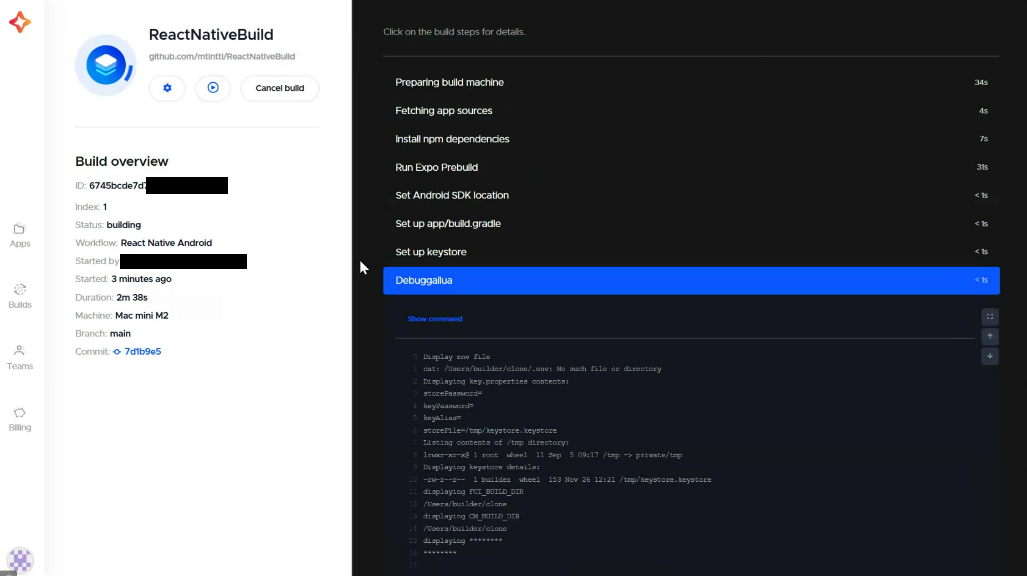 ReactNativeBuild
github.com/mtlntti/ReactNativeBuild
Cancel build
Build overview
ID: 6745bcde7d7
Index: 1
Status: building
Workflow: React Native Android
Started by
Started: 3 minutes ago
Duration: 2m 38s
Machine: Mac mini M2
Branch: main
Commit: 7d1b9e5
Apps
Builds
Teams
Billing
Click on the build steps for details.
Preparing build machine 34s
Fetching app sources 4s
Install npm dependencies 7s
Run Expo Prebuild 31s
Set Android SDK location < 1s
Set up app/build.gradle < 1s
Set up keystore < 1s
Debuggailua < 1s
Show command
0 Display env file
1 cat: /Users/builder/clone/.env: No such file or directory
2 Displaying key.properties contents:
3 storePassword=
4 keyPassword=
5 keyAlias=
6 storeFile=/tmp/keystore.keystore
7 Listing contents of /tmp directory:
8 lrwxr-xr-x@ 1 root wheel 11 Sep 5 09:17 /tmp -> private/tmp
9 Displaying keystore details:
10 -rw-r--r-- 1 builder wheel 153 Nov 26 12:21 /tmp/keystore.keystore
11 displaying FCI_BUILD_DIR
12 /Users/builder/clone
13 displaying CM_BUILD_DIR
14 /Users/builder/clone
15 displaying ********
16 ********
17